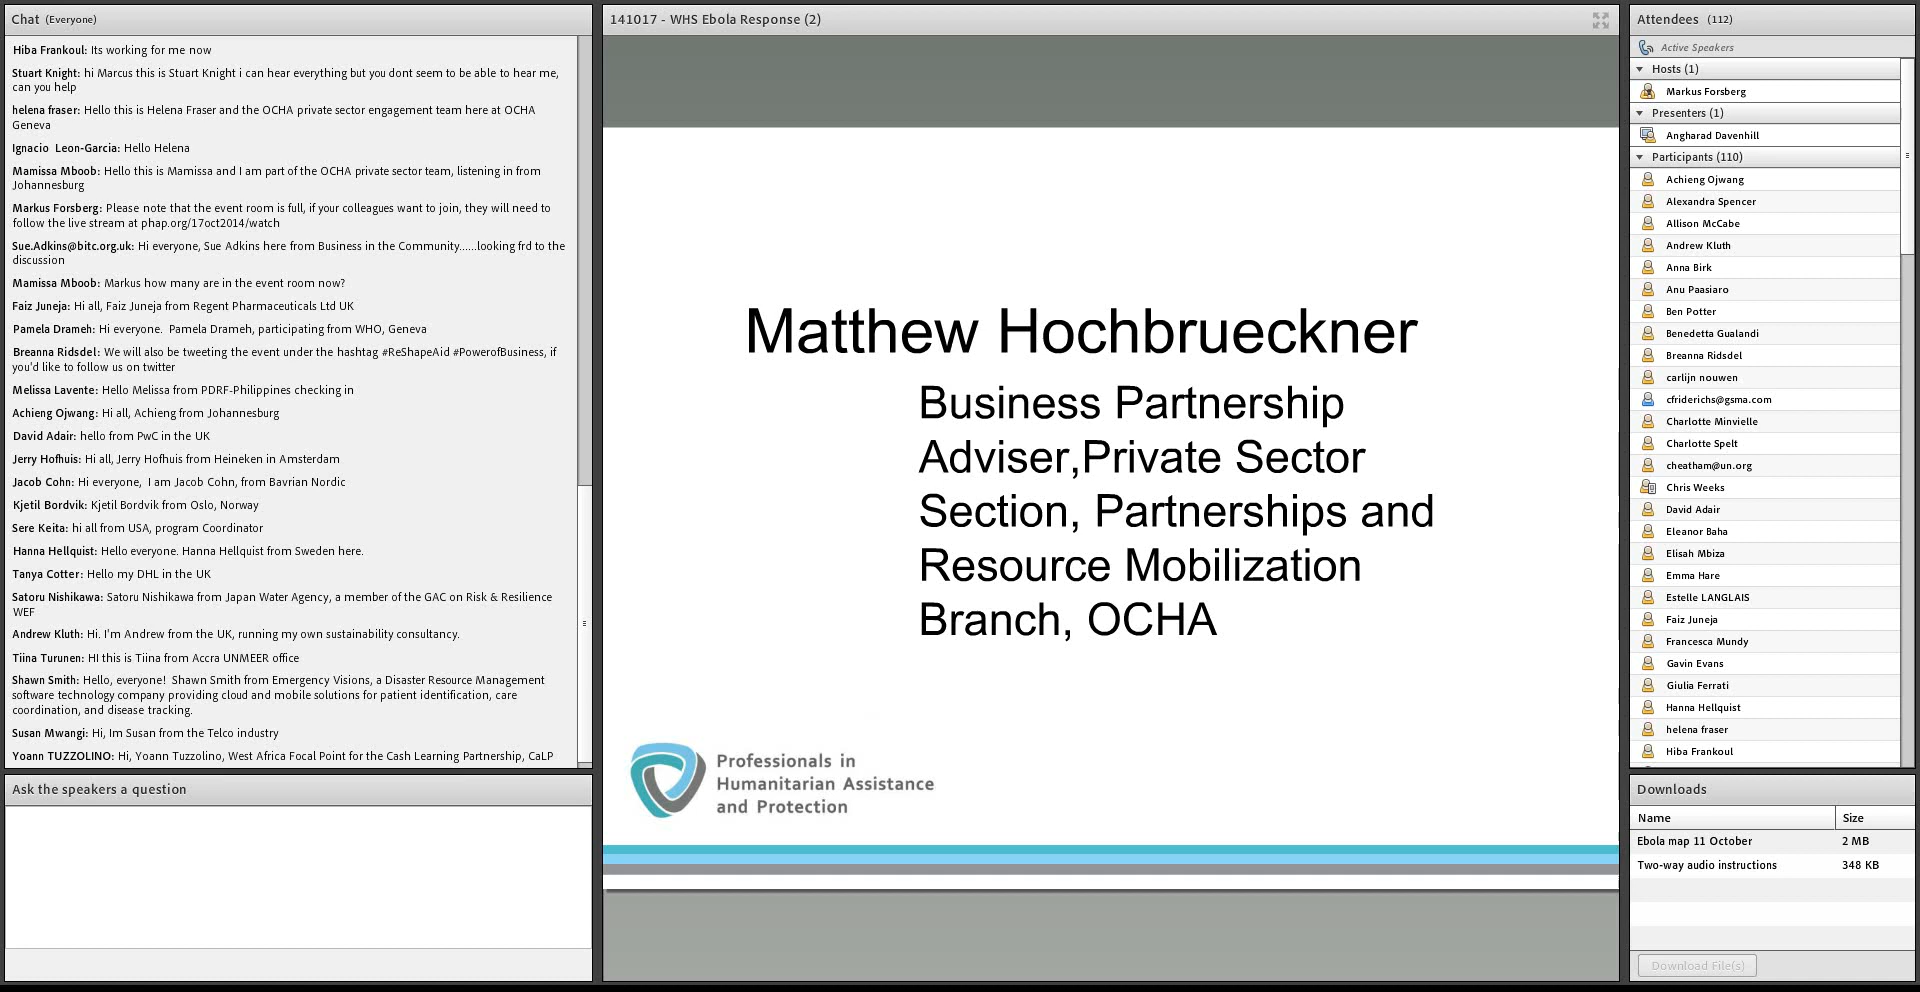 Chat (Everyone)
Hiba Frankoul: Its working for me now
Stuart Knight: hi Marcus this is Stuart Knight i can hear everything but you dont seem to be able to hear me,
can you help
helena fraser: Hello this is Helena Fraser and the OCHA private sector engagement team here at OCHA
Geneva
Ignacio Leon-Garcia: Hello Helena
Mamissa Mboob: Hello this is Mamissa and I am part of the OCHA private sector team, listening in from
Johannesburg
Markus Forsberg: Please note that the event room is full, if your colleagues want to join, they will need to
follow the live stream at phap.org/17oct2014/watch
Sue.Adkins@bitc.org.uk: Hi everyone, Sue Adkins here from Business in the Community......looking frd to the
discussion
Mamissa Mboob: Markus how many are in the event room now?
Faiz Juneja: Hi all, Faiz Juneja from Regent Pharmaceuticals Ltd UK
Pamela Drameh: Hi everyone. Pamela Drameh, participating from WHO, Geneva
Breanna Ridsdel: We will also be tweeting the event under the hashtag #ReShapeAid #PowerofBusiness, if
you'd like to follow us on twitter
Melissa Lavente: Hello Melissa from PDRF-Philippines checking in
Achieng Ojwang: Hi all, Achieng from Johannesburg
David Adair: hello from PwC in the UK
Jerry Hofhuis: Hi all, Jerry Hofhuis from Heineken in Amsterdam
Jacob Cohn: Hi everyone, I am Jacob Cohn, from Bavrian Nordic
Kjetil Bordvik: Kjetil Bordvik from Oslo, Norway
Sere Keita: hi all from USA, program Coordinator
Hanna Hellquist: Hello everyone. Hanna Hellquist from Sweden here.
Tanya Cotter: Hello my DHL in the UK
Satoru Nishikawa: Satoru Nishikawa from Japan Water Agency, a member of the GAC on Risk & Resilience
WEF
Andrew Kluth: Hi. I'm Andrew from the UK, running my own sustainability consultancy.
Tiina Turunen: HI this is Tiina from Accra UNMEER office
Shawn Smith: Hello, everyone! Shawn Smith from Emergency Visions, a Disaster Resource Management
software technology company providing cloud and mobile solutions for patient identification, care
coordination, and disease tracking.
Susan Mwangi: Hi, Im Susan from the Telco industry
Yoann TUZZOLINO: Hi, Yoann Tuzzolino, West Africa Focal Point for the Cash Learning Partnership, CaLP
Ask the speakers a question
141017 - WHS Ebola Response (2)
Matthew Hochbrueckner
Business Partnership
Adviser,Private Sector
Section, Partnerships and
Resource Mobilization
Branch, OCHA
Professionals in
Humanitarian Assistance
and Protection
Attendees (112)
Active Speakers
Hosts (1)
Markus Forsberg
Presenters (1)
Angharad Davenhill
Participants (110)
Achieng Ojwang
Alexandra Spencer
Allison McCabe
Andrew Kluth
Anna Birk
Anu Paasiaro
Ben Potter
Benedetta Gualandi
Breanna Ridsdel
carlijn nouwen
cfriderichs@gsma.com
Charlotte Minvielle
Charlotte Spelt
cheatham@un.org
Chris Weeks
David Adair
Eleanor Baha
Elisah Mbiza
Emma Hare
Estelle LANGLAIS
Faiz Juneja
Francesca Mundy
Gavin Evans
Giulia Ferrati
Hanna Hellquist
helena fraser
Hiba Frankoul
Downloads
Name Size
Ebola map 11 October 2 MB
Two-way audio instructions 348 KB
Download File(s)